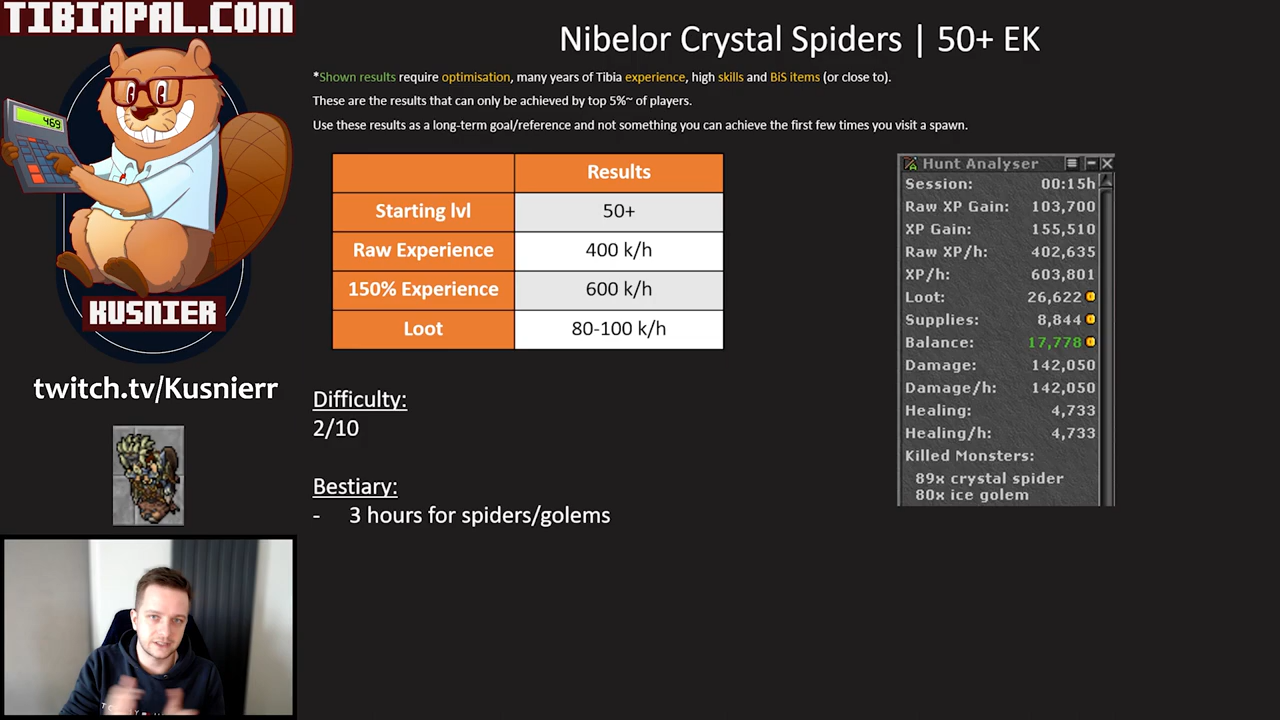 TIBIAPAL.COM
469
KUSNIER
twitch.tv/Kusnierr
Nibelor Crystal Spiders | 50+ EK
*Shown results require optimisation, many years of Tibia experience, high skills and BiS items (or close to).
These are the results that can only be achieved by top 5%~ of players.
Use these results as a long-term goal/reference and not something you can achieve the first few times you visit a spawn.
Results
Starting lvl 50+
Raw Experience 400 k/h
150% Experience 600 k/h
Loot 80-100 k/h
Difficulty:
2/10
Bestiary:
- 3 hours for spiders/golems
Hunt Analyser
Session: 00:15h
Raw XP Gain: 103,700
XP Gain: 155,510
Raw XP/h: 402,635
XP/h: 603,801
Loot: 26,622
Supplies: 8,844
Balance: 17,778
Damage: 142,050
Damage/h: 142,050
Healing: 4,733
Healing/h: 4,733
Killed Monsters:
89x crystal spider
80x ice golem